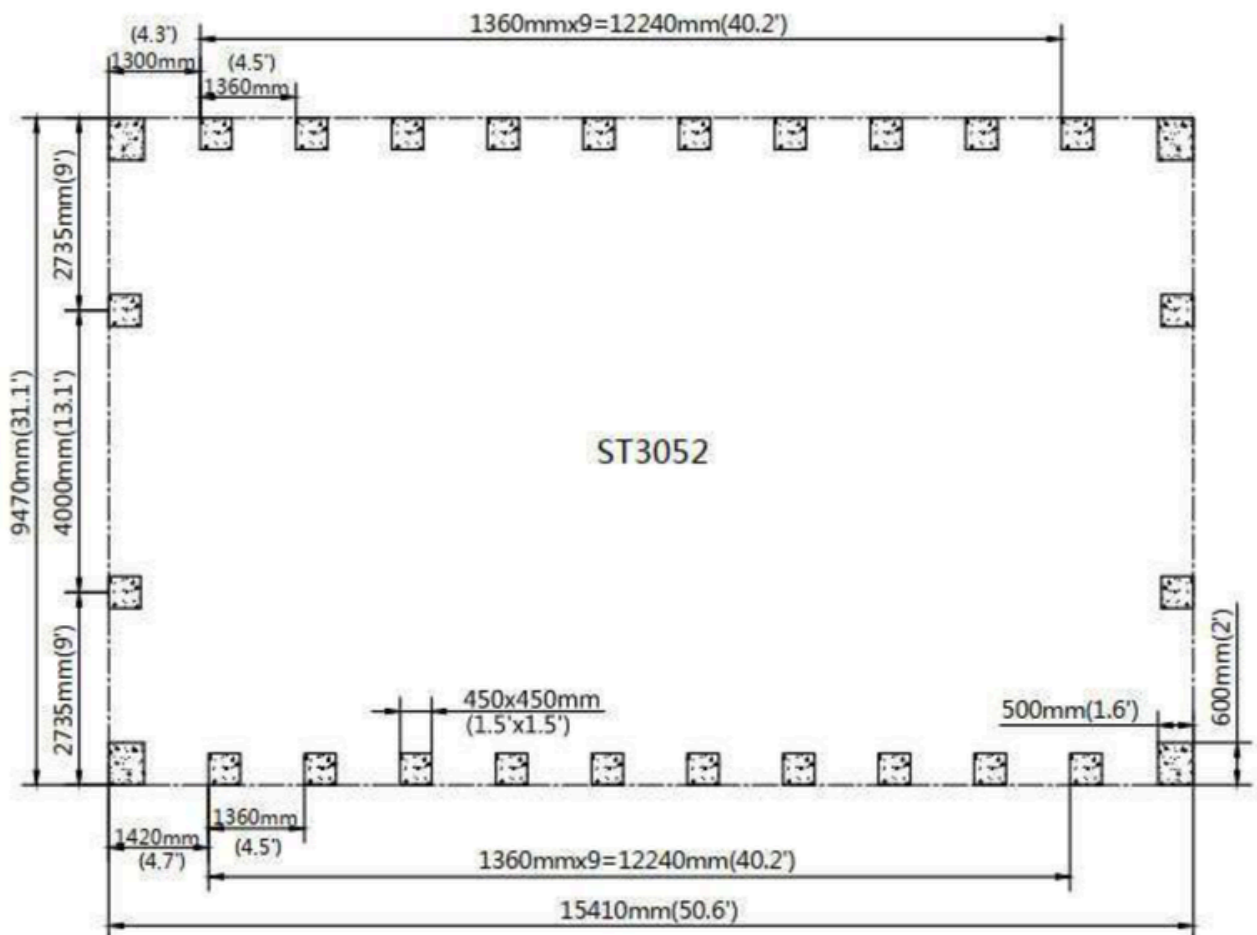 1360mmx9=12240mm(40.2')
(4.3')
1300mm
(4.5')
1360mm
2735mm(9')
9470mm(31.1')
4000mm(13.1')
ST3052
2735mm(9')
450x450mm
(1.5'x1.5')
500mm(1.6')
600mm(2')
1360mm
(4.5')
1420mm
(4.7')
1360mmx9=12240mm(40.2')
15410mm(50.6')